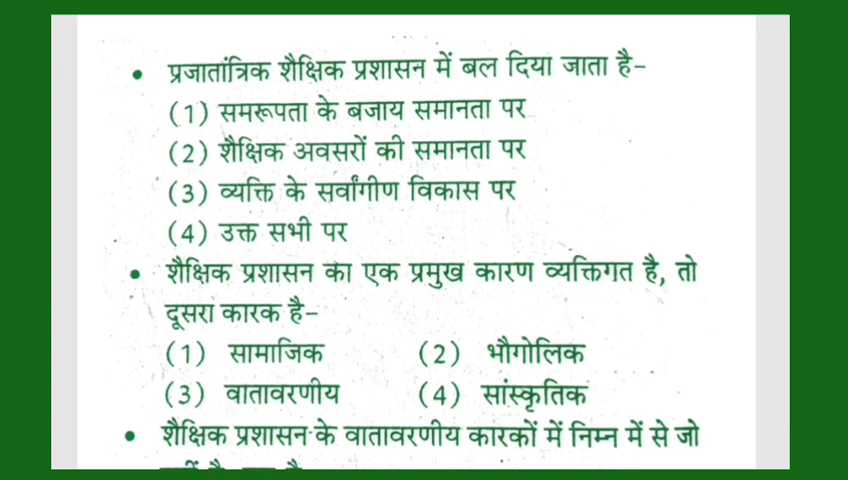 • प्रजातांत्रिक शैक्षिक प्रशासन में बल दिया जाता है–
(1) समरूपता के बजाय समानता पर
(2) शैक्षिक अवसरों की समानता पर
(3) व्यक्ति के सर्वांगीण विकास पर
(4) उक्त सभी पर
• शैक्षिक प्रशासन का एक प्रमुख कारण व्यक्तिगत है, तो
दूसरा कारक है–
(1) सामाजिक (2) भौगोलिक
(3) वातावरणीय (4) सांस्कृतिक
• शैक्षिक प्रशासन के वातावरणीय कारकों में निम्न में से जो